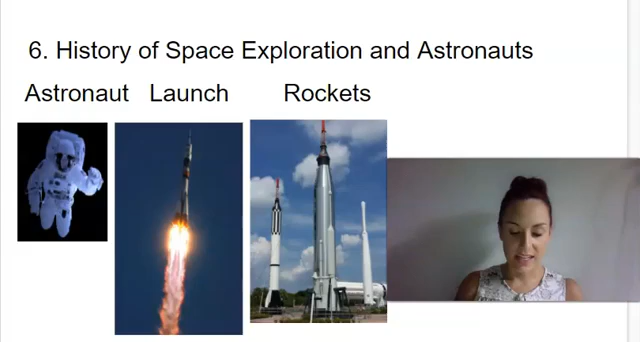 6. History of Space Exploration and Astronauts
Astronaut Launch Rockets